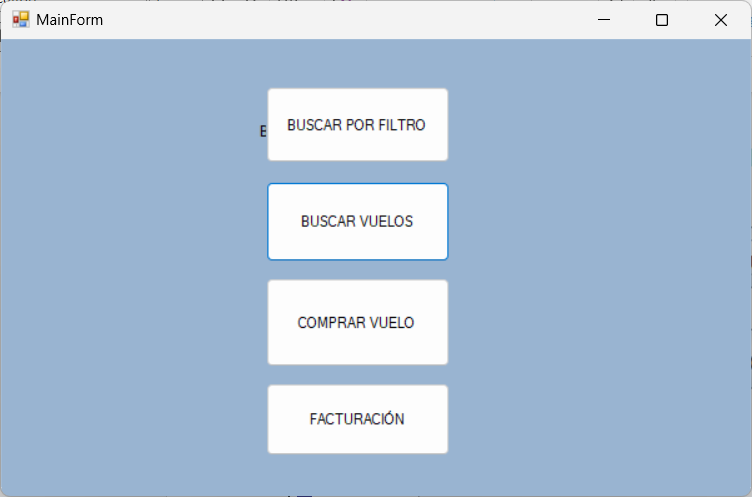 MainForm
BUSCAR POR FILTRO
BUSCAR VUELOS
COMPRAR VUELO
FACTURACIÓN